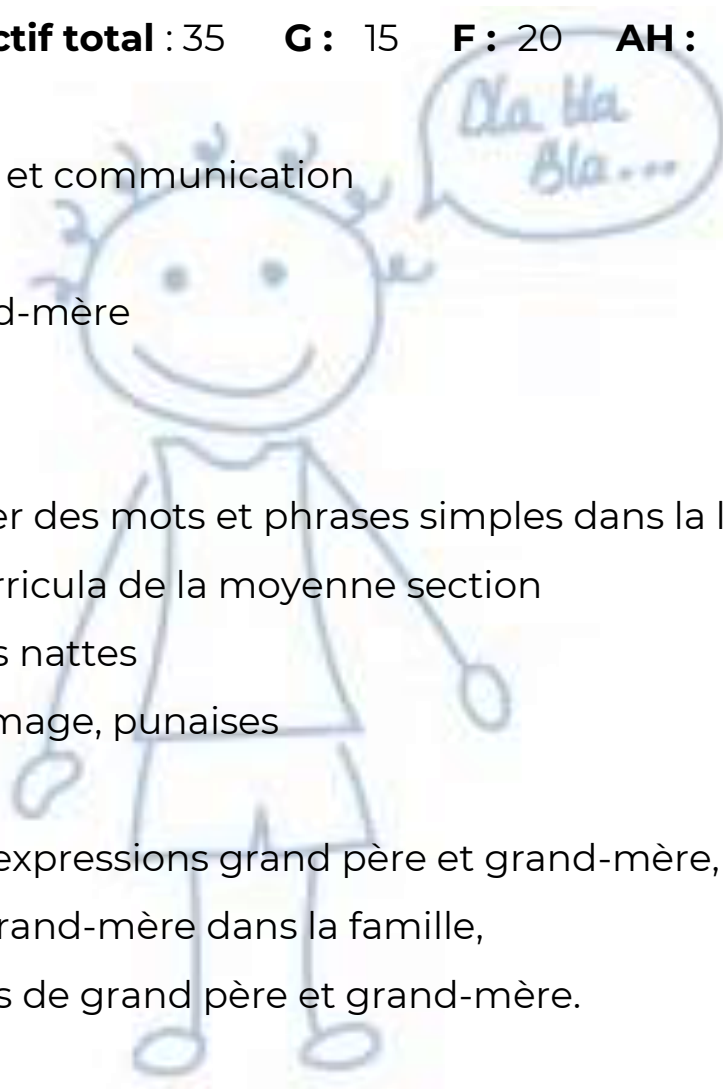 ctif total : 35 G : 15 F : 20 AH :
Bla bla
Bla...
et communication
d-mère
er des mots et phrases simples dans la l
rricula de la moyenne section
s nattes
mage, punaises
expressions grand père et grand-mère,
rand-mère dans la famille,
s de grand père et grand-mère.